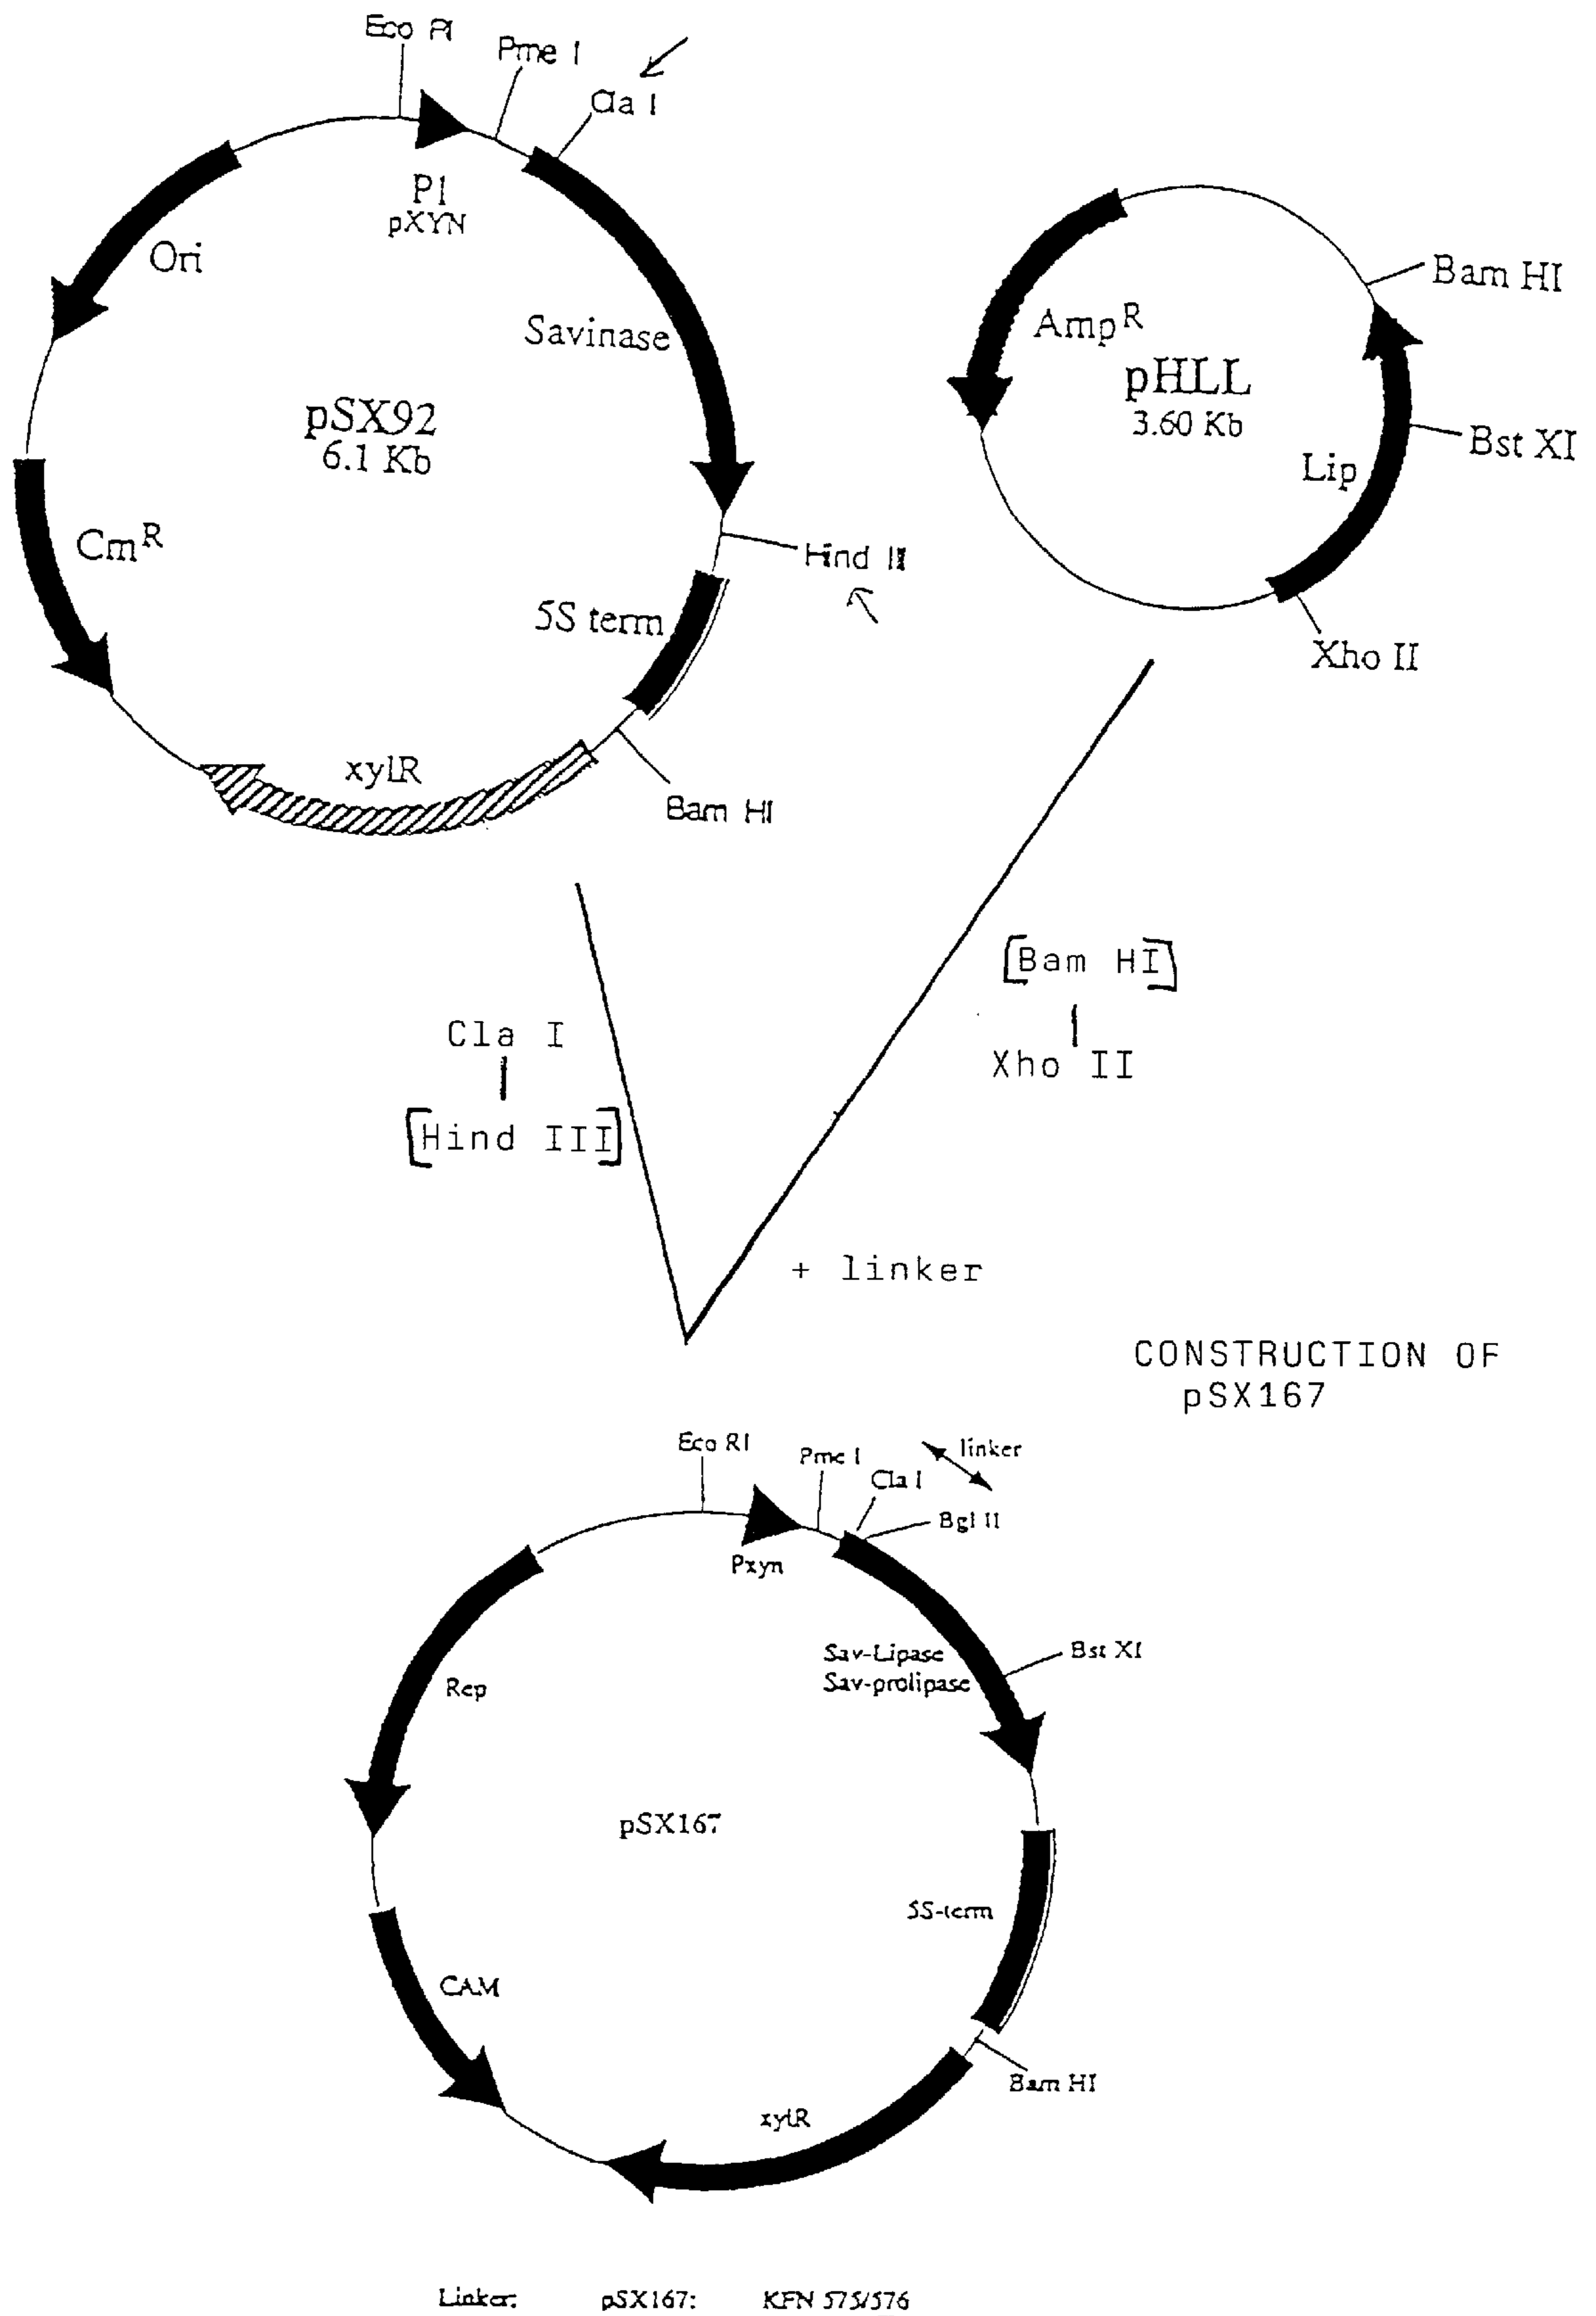 Eco RI
Pme I
Cla I
P1
pXYN
Ori
Savinase
pSX92
6.1 Kb
CmR
Hind III
5S term
xylR
Bam HI
AmpR
pHLL
3.60 Kb
Bam HI
Bst XI
Lip
Xho II
Cla I
[Hind III]
[Bam HI]
Xho II
+ linker
CONSTRUCTION OF
pSX167
Eco RI
Pme I
linker
Cla I
Bgl II
Pxyn
Sav-Lipase
Sav-prolipase
Bst XI
Rep
pSX167
5S-term
CAM
Bam HI
xylR
Linker: pSX167: KFN 575/576